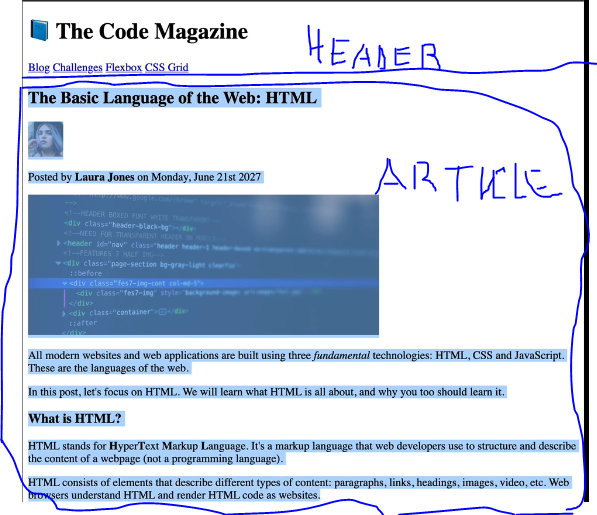 The Code Magazine
HEADER
Blog Challenges Flexbox CSS Grid
The Basic Language of the Web: HTML
Posted by Laura Jones on Monday, June 21st 2027
ARTICLE
<!--HEADER BOXED FONT WHITE TRANSPARENT-->
<div class="header-black-bg"></div>
<!--NEED FOR TRANSPARENT HEADER ON MOBILE-->
<header id="nav" class="header header-1 header-
<!--FEATURES 7 HALF BKG-->
<div class="page-section bg-gray-light clearfix">
::before
<div class="fes7-img-cont col-md-5">
<div class="fes7-img" style="background-image:
</div>
<div class="container"></div>
::after
</div>
All modern websites and web applications are built using three fundamental technologies: HTML, CSS and JavaScript.
These are the languages of the web.
In this post, let's focus on HTML. We will learn what HTML is all about, and why you too should learn it.
What is HTML?
HTML stands for HyperText Markup Language. It's a markup language that web developers use to structure and describe
the content of a webpage (not a programming language).
HTML consists of elements that describe different types of content: paragraphs, links, headings, images, video, etc. Web
browsers understand HTML and render HTML code as websites.